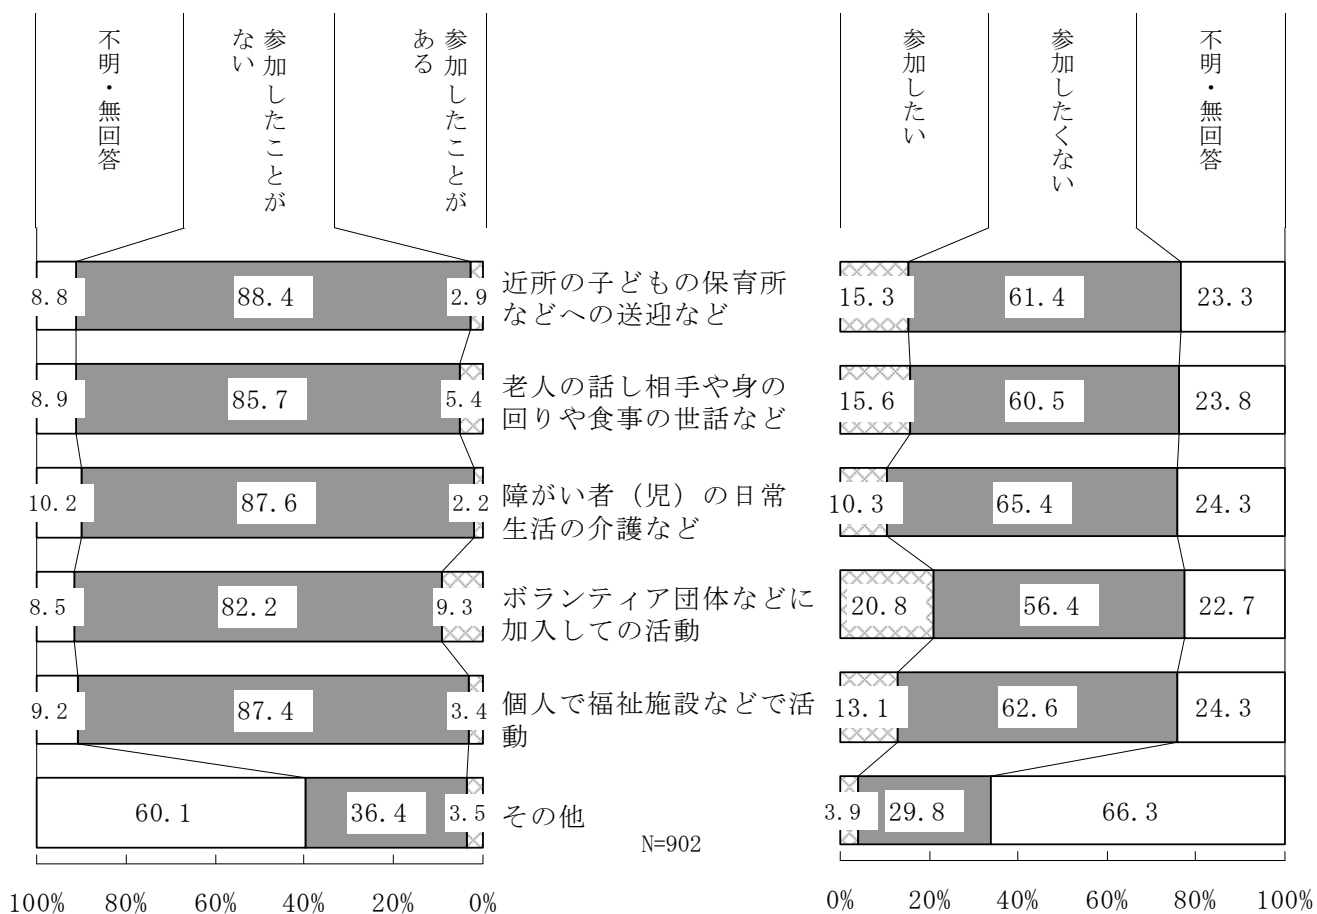 不明・無回答
参加したことが
ない
参加したことが
ある
参加したい
参加したくない
不明・無回答
8.8 88.4 2.9 近所の子どもの保育所 15.3 61.4 23.3
などへの送迎など
8.9 85.7 5.4 老人の話し相手や身の 15.6 60.5 23.8
回りや食事の世話など
10.2 87.6 2.2 障がい者（児）の日常 10.3 65.4 24.3
生活の介護など
8.5 82.2 9.3 ボランティア団体などに 20.8 56.4 22.7
加入しての活動
9.2 87.4 3.4 個人で福祉施設などで活 13.1 62.6 24.3
動
60.1 36.4 3.5 その他 3.9 29.8 66.3
N=902
100% 80% 60% 40% 20% 0% 0% 20% 40% 60% 80% 100%